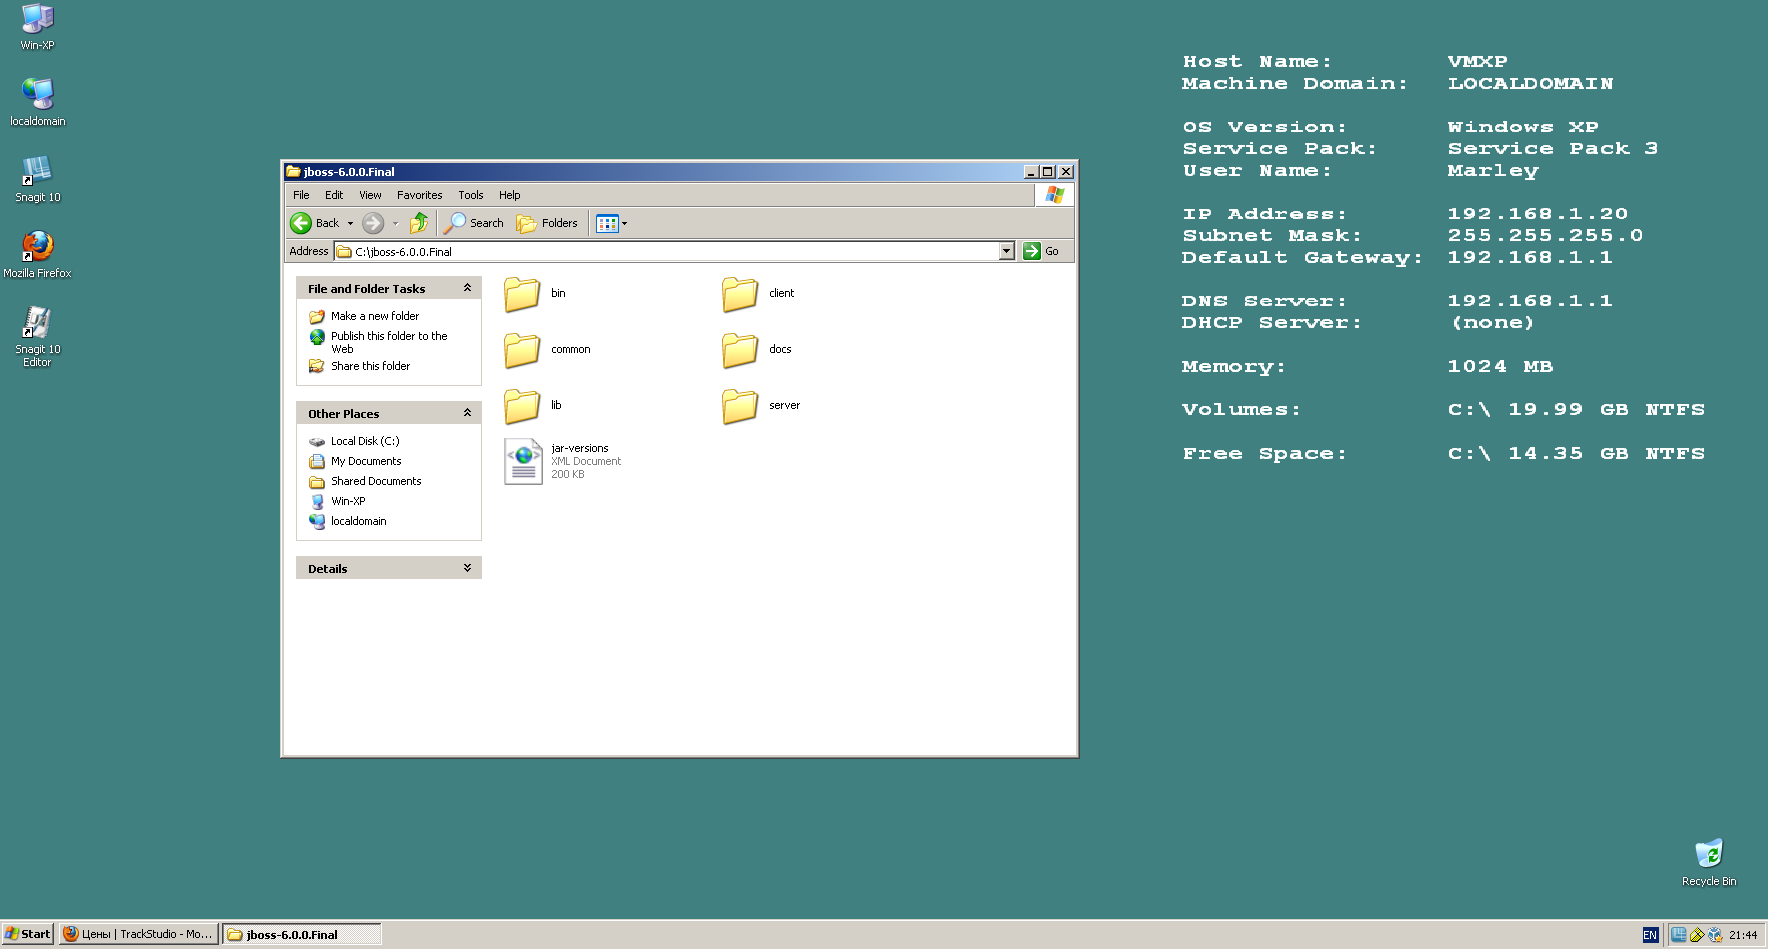 Win-XP
localdomain
Snagit 10
Mozilla Firefox
Snagit 10
Editor
jboss-6.0.0.Final
File Edit View Favorites Tools Help
Back Search Folders
Address C:\jboss-6.0.0.Final Go
File and Folder Tasks
Make a new folder
Publish this folder to the
Web
Share this folder
Other Places
Local Disk (C:)
My Documents
Shared Documents
Win-XP
localdomain
Details
bin client
common docs
lib server
jar-versions
XML Document
200 KB
Host Name: VMXP
Machine Domain: LOCALDOMAIN
OS Version: Windows XP
Service Pack: Service Pack 3
User Name: Marley
IP Address: 192.168.1.20
Subnet Mask: 255.255.255.0
Default Gateway: 192.168.1.1
DNS Server: 192.168.1.1
DHCP Server: (none)
Memory: 1024 MB
Volumes: C:\ 19.99 GB NTFS
Free Space: C:\ 14.35 GB NTFS
Recycle Bin
Start Цены | TrackStudio - Mo... jboss-6.0.0.Final EN 21:44